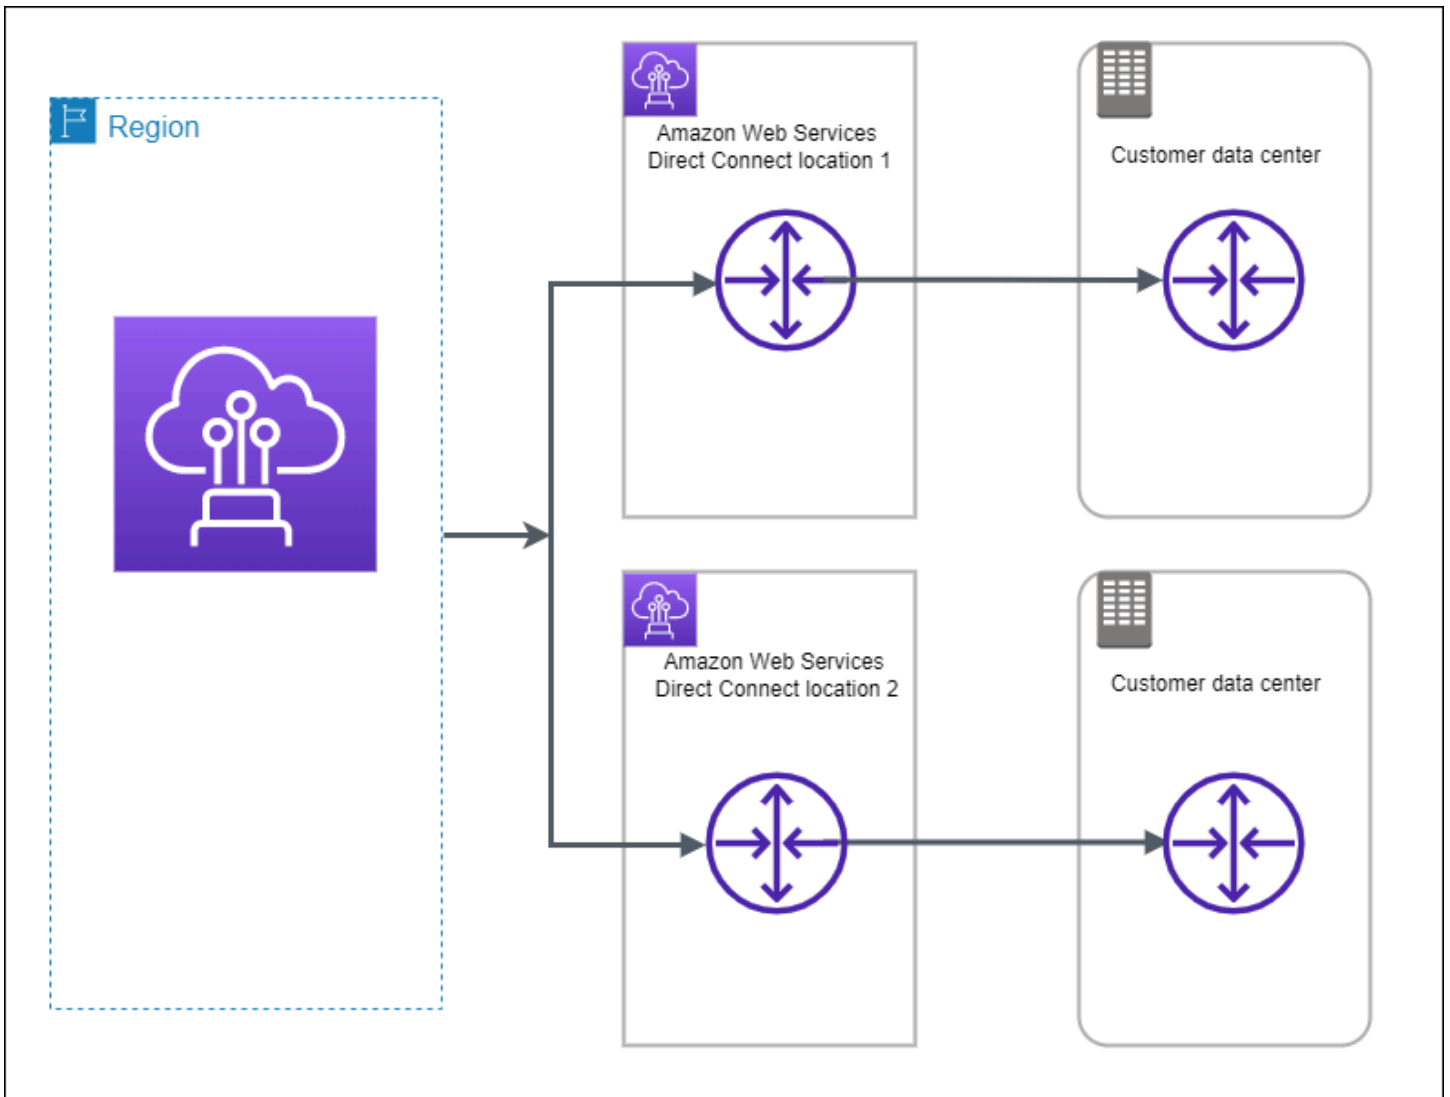 Region
Amazon Web Services
Direct Connect location 1
Customer data center
Amazon Web Services
Direct Connect location 2
Customer data center